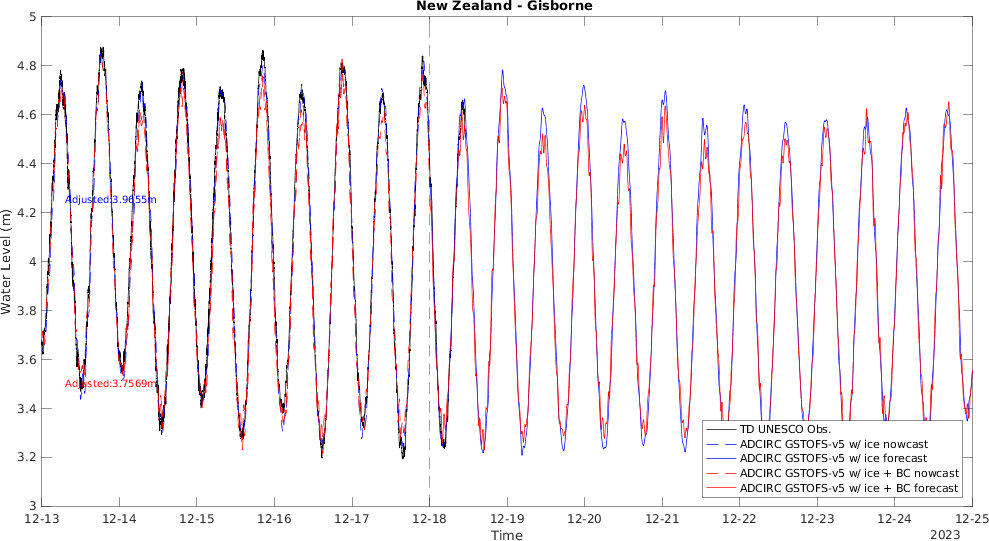 New Zealand - Gisborne
Water Level (m)
5
4.8
4.6
4.4
4.2
4
3.8
3.6
3.4
3.2
3
Adjusted:3.9655m
Adjusted:3.7569m
TD UNESCO Obs.
ADCIRC GSTOFS-v5 w/ ice nowcast
ADCIRC GSTOFS-v5 w/ ice forecast
ADCIRC GSTOFS-v5 w/ ice + BC nowcast
ADCIRC GSTOFS-v5 w/ ice + BC forecast
12-13 12-14 12-15 12-16 12-17 12-18 12-19 12-20 12-21 12-22 12-23 12-24 12-25
Time
2023